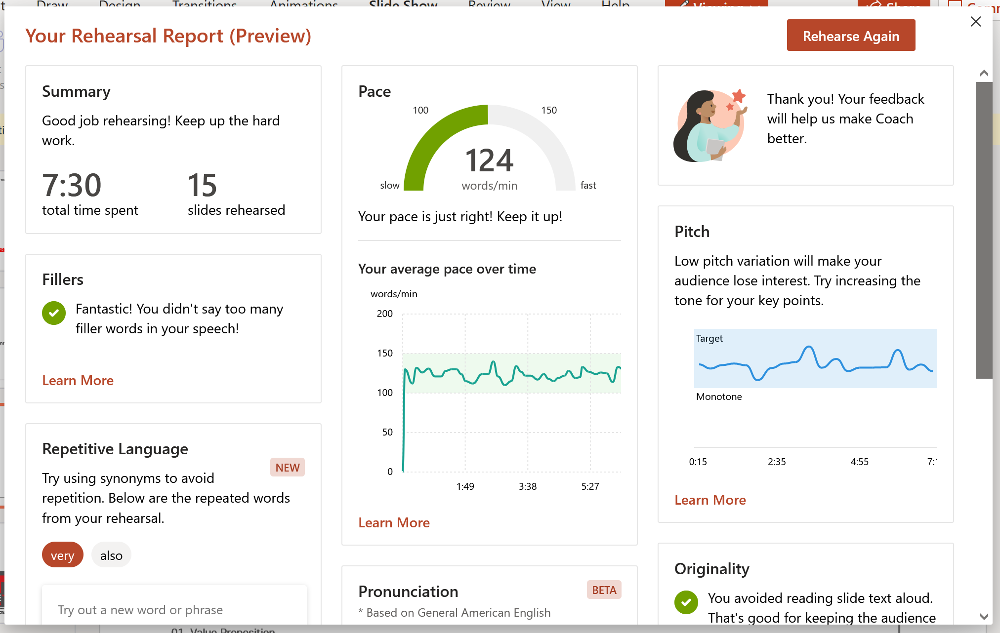 Draw Design Transitions Animations Slide Show Review View Help Viewing Share
Your Rehearsal Report (Preview)
Rehearse Again
Summary
Good job rehearsing! Keep up the hard
work.
7:30
total time spent
15
slides rehearsed
Fillers
Fantastic! You didn't say too many
filler words in your speech!
Learn More
Repetitive Language
NEW
Try using synonyms to avoid
repetition. Below are the repeated words
from your rehearsal.
very
also
Try out a new word or phrase
Pace
100
150
124
words/min
slow
fast
Your pace is just right! Keep it up!
Your average pace over time
words/min
200
150
100
50
0
1:49 3:38 5:27
Learn More
Pronunciation
BETA
* Based on General American English
Thank you! Your feedback
will help us make Coach
better.
Pitch
Low pitch variation will make your
audience lose interest. Try increasing the
tone for your key points.
Target
Monotone
0:15 2:35 4:55
Learn More
Originality
You avoided reading slide text aloud.
That's good for keeping the audience
01. Value Proposition